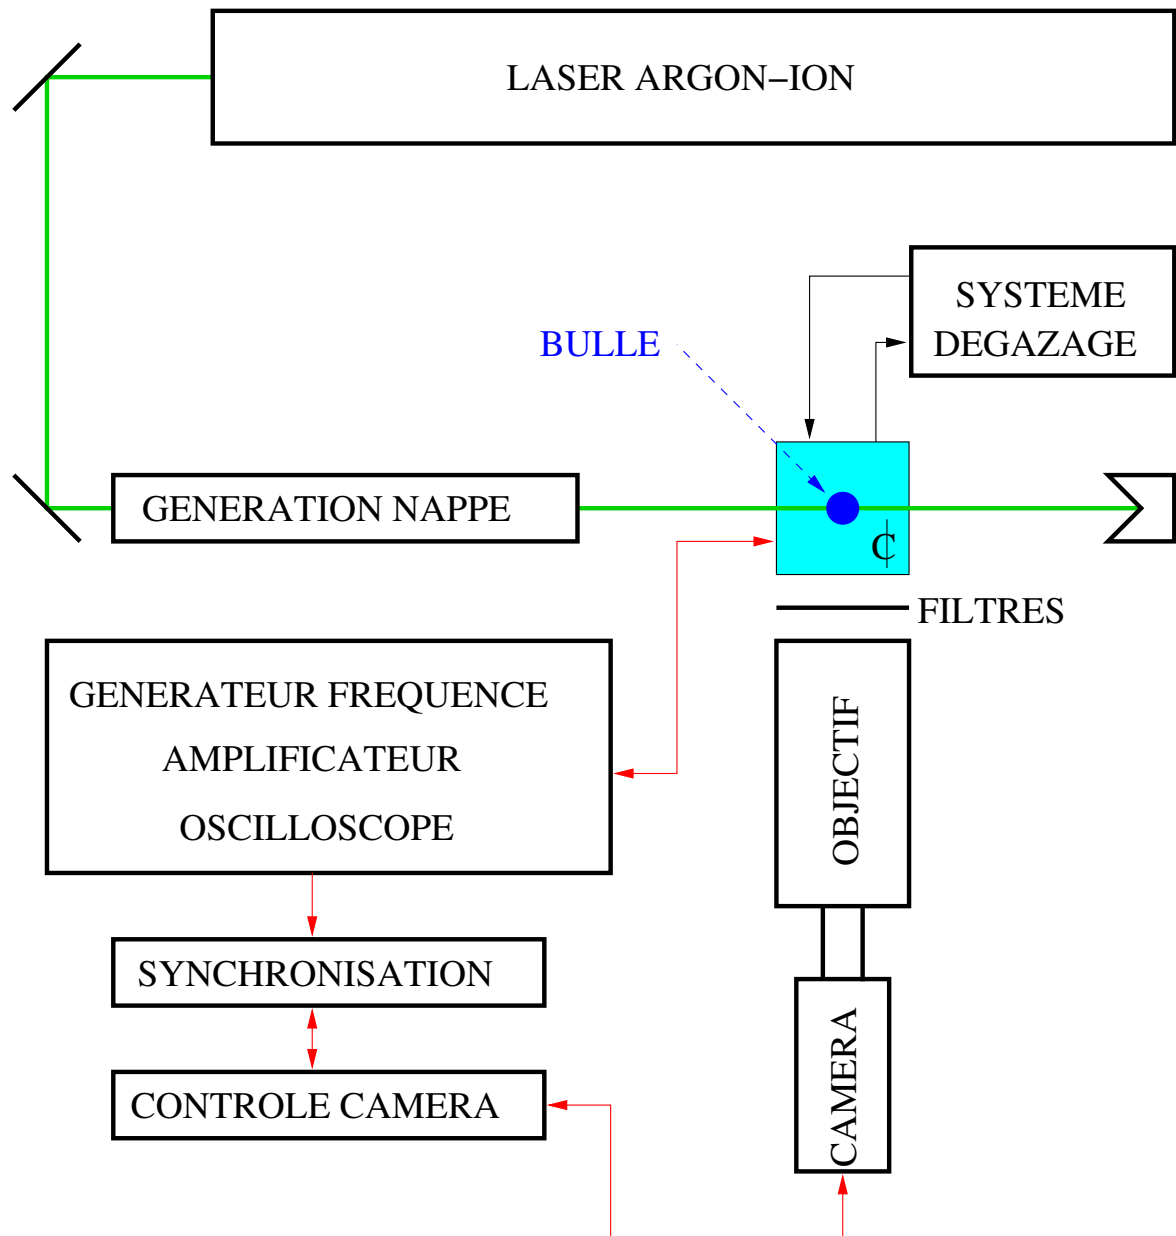 LASER ARGON−ION
SYSTEME
DEGAZAGE
BULLE
GENERATION NAPPE
₵
FILTRES
GENERATEUR FREQUENCE
AMPLIFICATEUR
OSCILLOSCOPE
OBJECTIF
SYNCHRONISATION
CONTROLE CAMERA
CAMERA